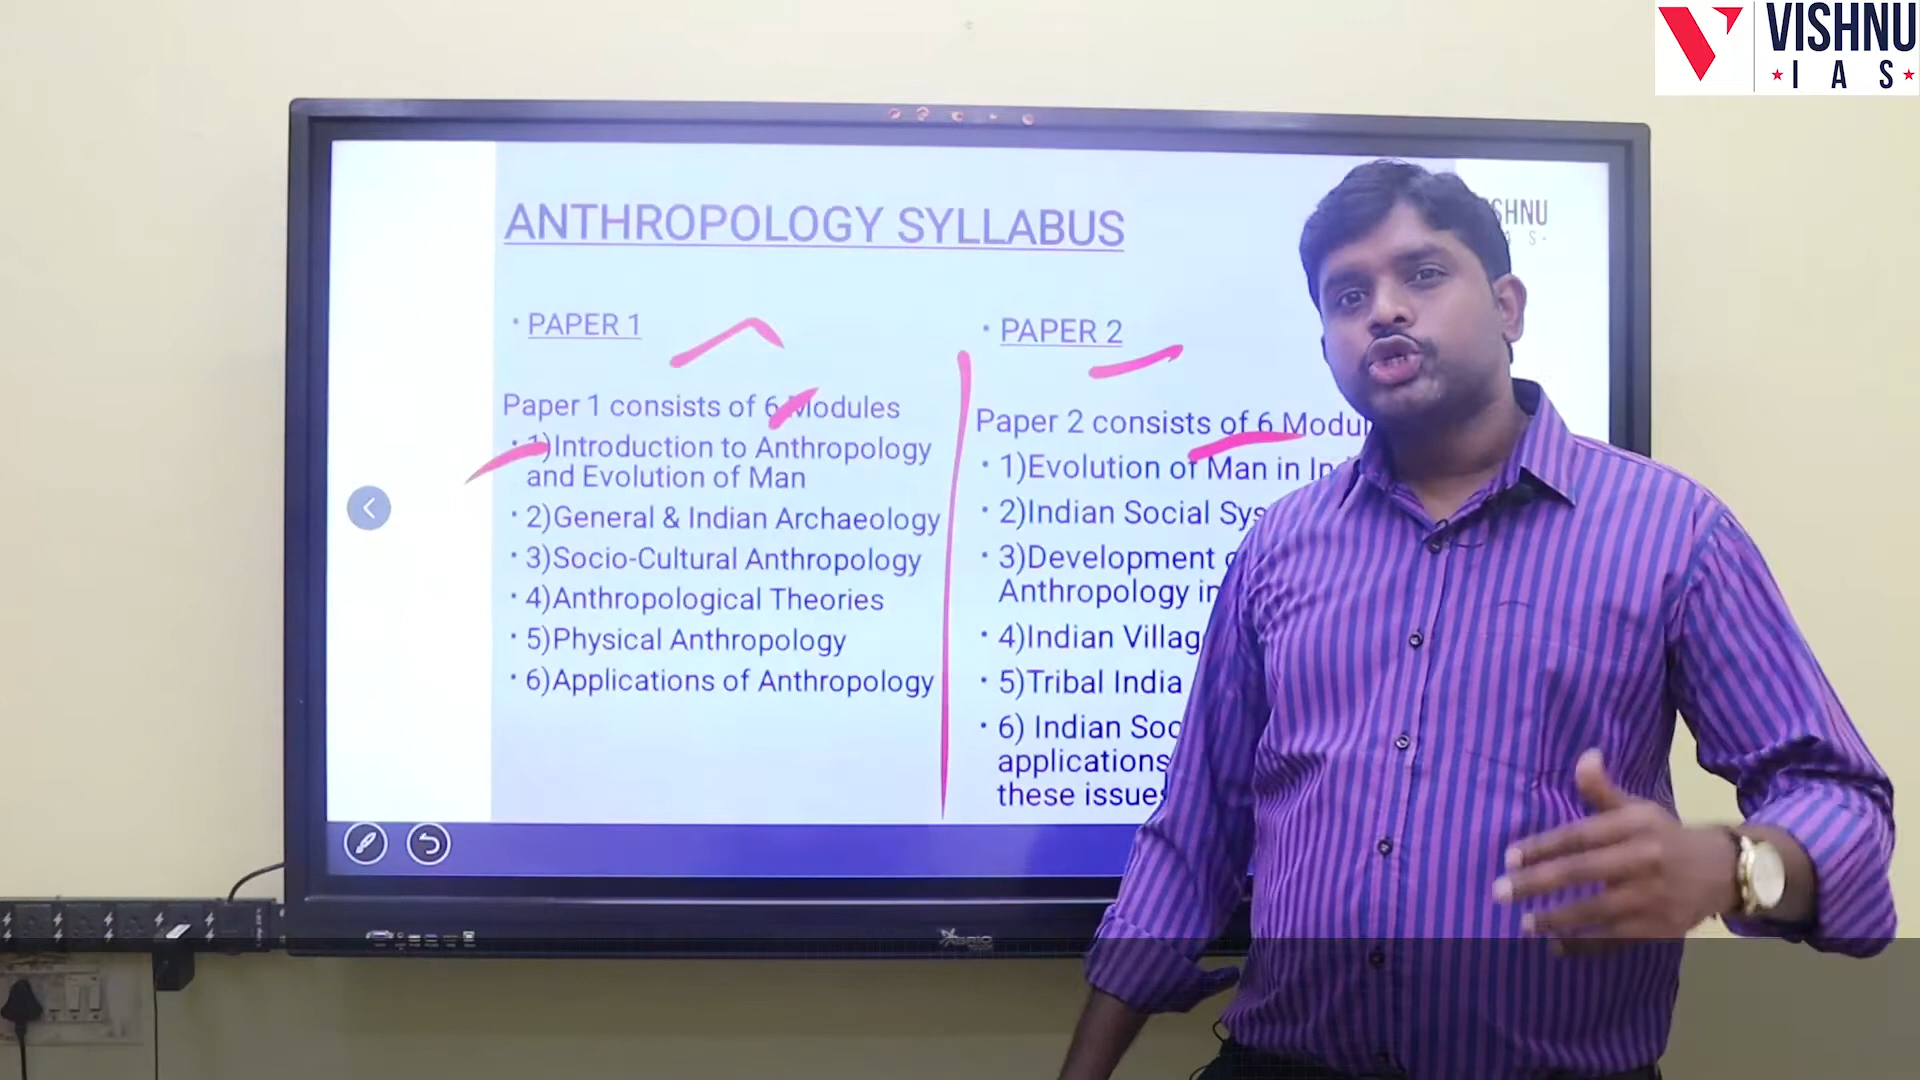 VISHNU
I A S
ANTHROPOLOGY SYLLABUS
SHNU
S
PAPER 1
Paper 1 consists of 6 Modules
1)Introduction to Anthropology
and Evolution of Man
2)General & Indian Archaeology
3)Socio-Cultural Anthropology
4)Anthropological Theories
5)Physical Anthropology
6)Applications of Anthropology
PAPER 2
Paper 2 consists of 6 Modul
1)Evolution of Man in In
2)Indian Social Sys
3)Development
Anthropology in
4)Indian Villag
5)Tribal India
6) Indian Soc
applications
these issues